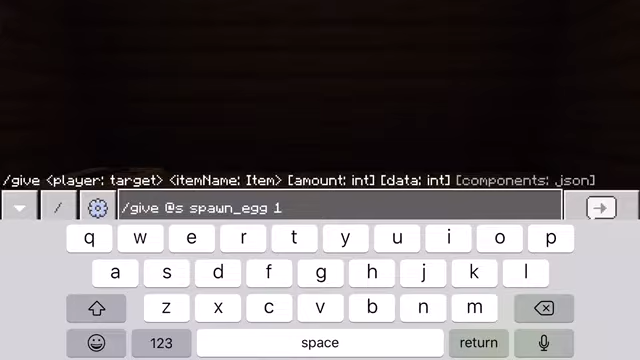 /give <player: target> <itemName: Item> [amount: int] [data: int] [components: json]
/ /give @s spawn_egg 1
q w e r t y u i o p
a s d f g h j k l
z x c v b n m
123 space return